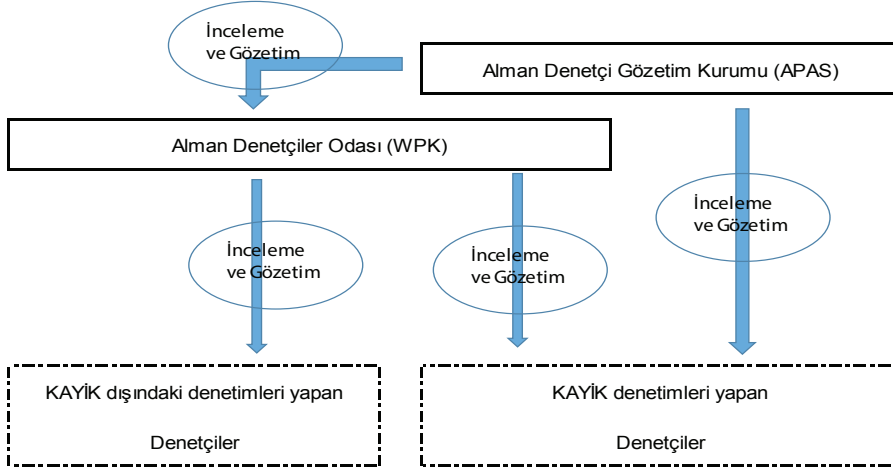 İnceleme
ve Gözetim
Alman Denetçi Gözetim Kurumu (APAS)
Alman Denetçiler Odası (WPK)
İnceleme
ve Gözetim
İnceleme
ve Gözetim
İnceleme
ve Gözetim
KAYİK dışındaki denetimleri yapan
Denetçiler
KAYİK denetimleri yapan
Denetçiler